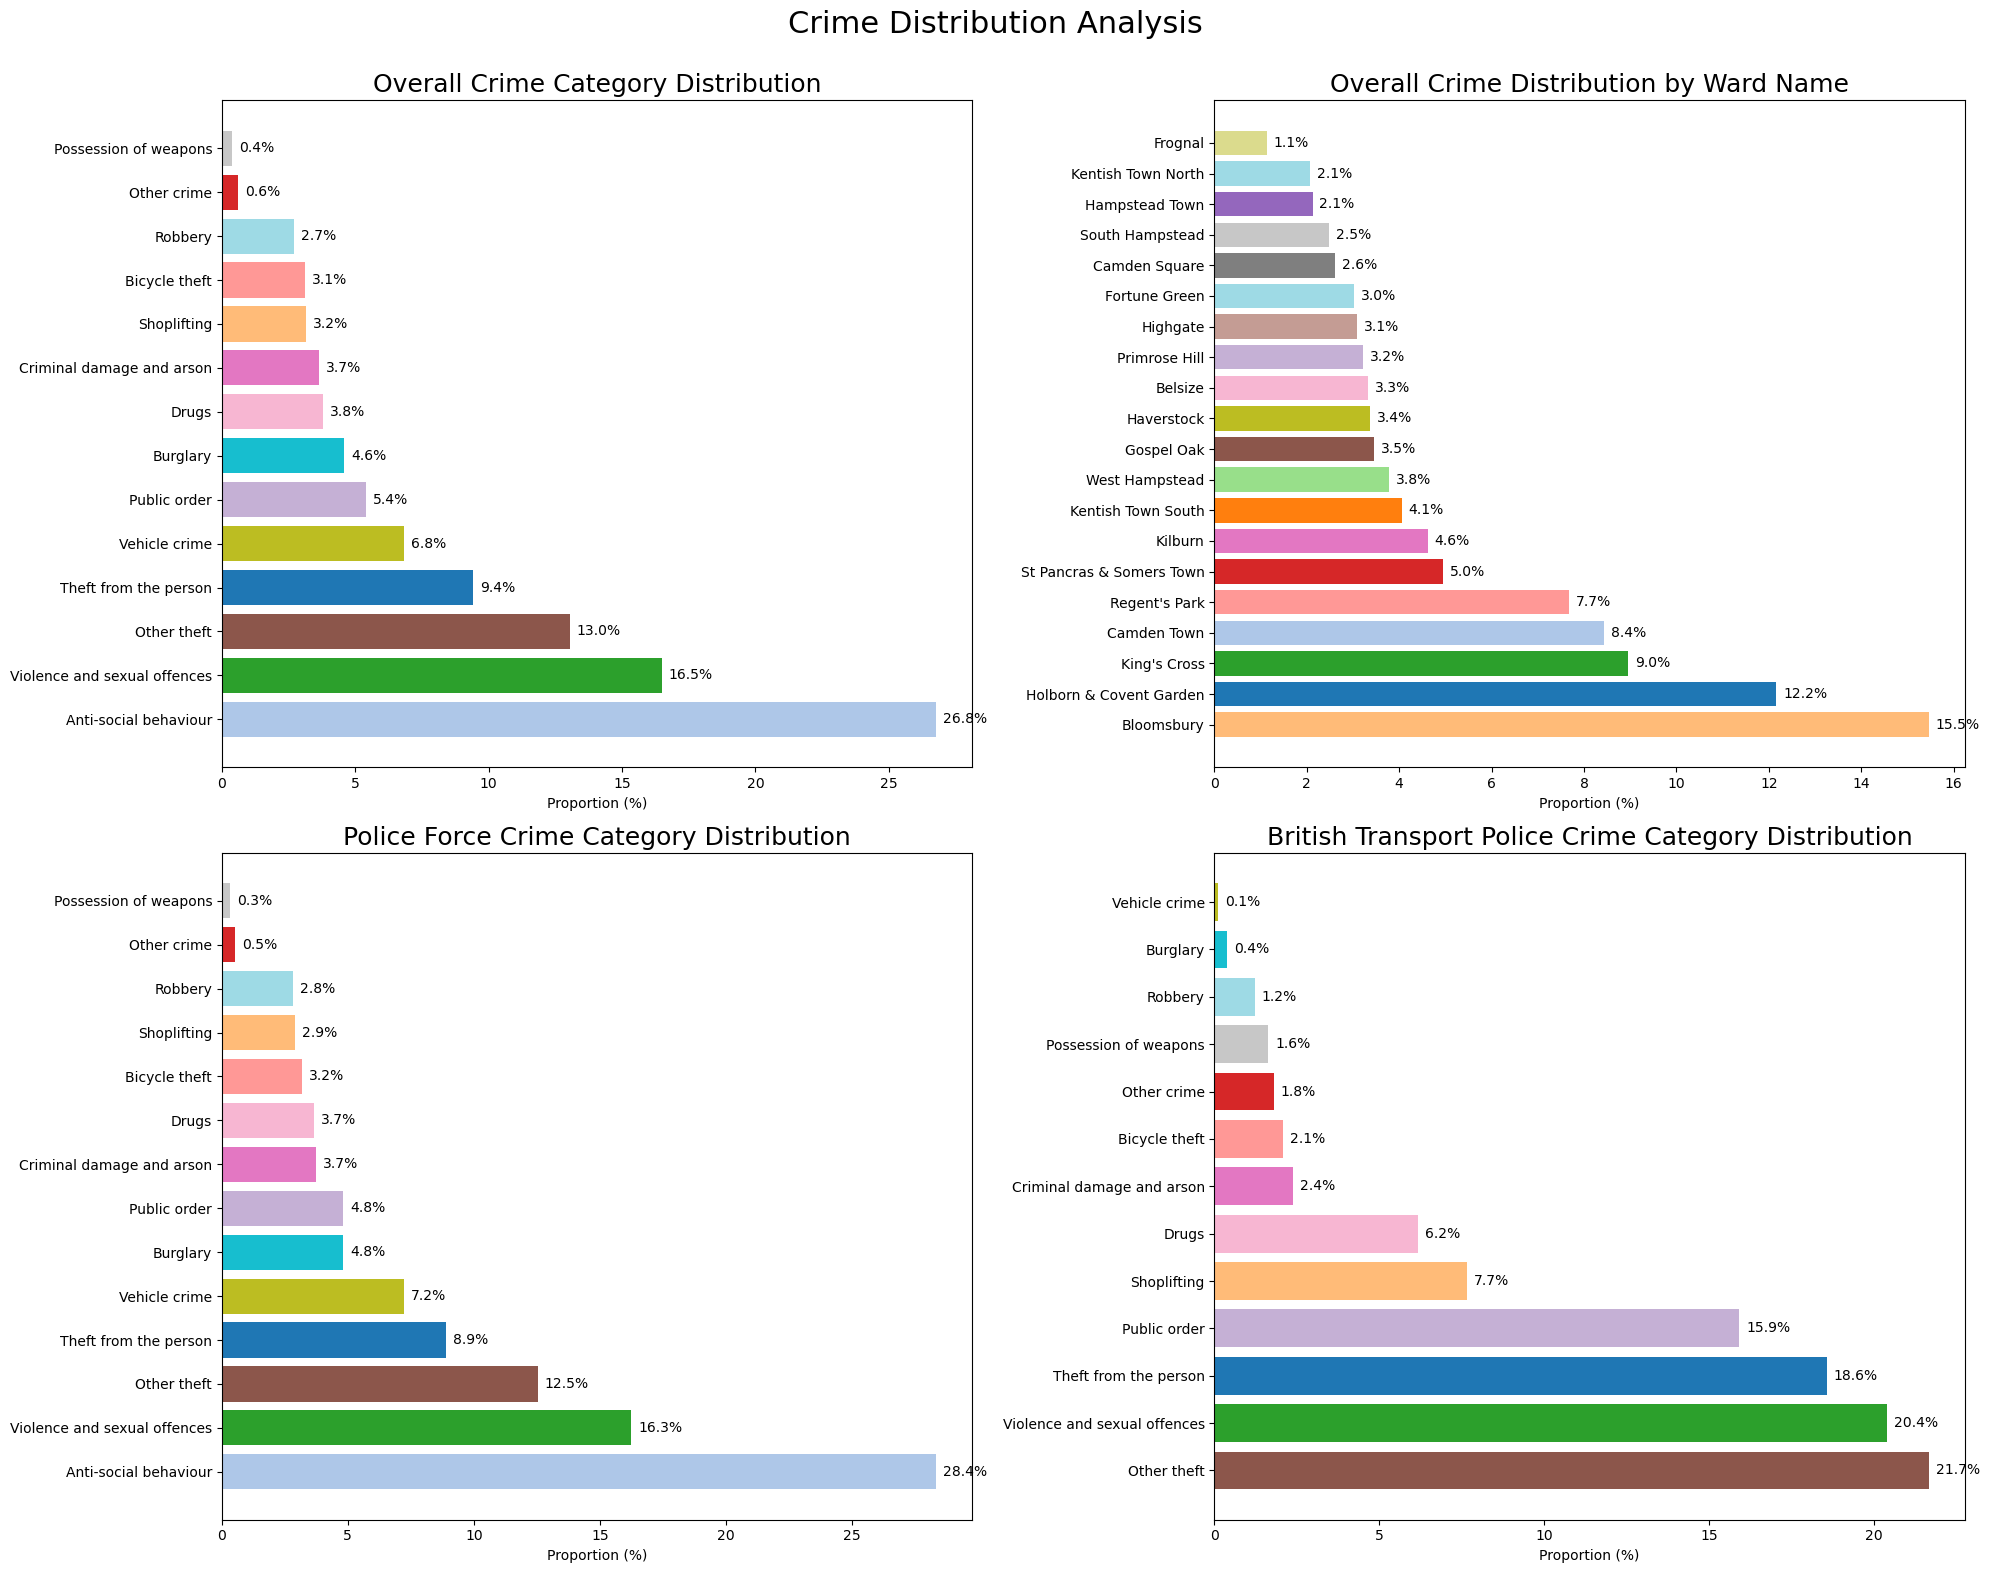 Crime Distribution Analysis
Overall Crime Category Distribution
Possession of weapons 0.4%
Other crime 0.6%
Robbery 2.7%
Bicycle theft 3.1%
Shoplifting 3.2%
Criminal damage and arson 3.7%
Drugs 3.8%
Burglary 4.6%
Public order 5.4%
Vehicle crime 6.8%
Theft from the person 9.4%
Other theft 13.0%
Violence and sexual offences 16.5%
Anti-social behaviour 26.8%
0 5 10 15 20 25
Proportion (%)
Overall Crime Distribution by Ward Name
Frognal 1.1%
Kentish Town North 2.1%
Hampstead Town 2.1%
South Hampstead 2.5%
Camden Square 2.6%
Fortune Green 3.0%
Highgate 3.1%
Primrose Hill 3.2%
Belsize 3.3%
Haverstock 3.4%
Gospel Oak 3.5%
West Hampstead 3.8%
Kentish Town South 4.1%
Kilburn 4.6%
St Pancras & Somers Town 5.0%
Regent's Park 7.7%
Camden Town 8.4%
King's Cross 9.0%
Holborn & Covent Garden 12.2%
Bloomsbury 15.5%
0 2 4 6 8 10 12 14 16
Proportion (%)
Police Force Crime Category Distribution
Possession of weapons 0.3%
Other crime 0.5%
Robbery 2.8%
Shoplifting 2.9%
Bicycle theft 3.2%
Drugs 3.7%
Criminal damage and arson 3.7%
Public order 4.8%
Burglary 4.8%
Vehicle crime 7.2%
Theft from the person 8.9%
Other theft 12.5%
Violence and sexual offences 16.3%
Anti-social behaviour 28.4%
0 5 10 15 20 25
Proportion (%)
British Transport Police Crime Category Distribution
Vehicle crime 0.1%
Burglary 0.4%
Robbery 1.2%
Possession of weapons 1.6%
Other crime 1.8%
Bicycle theft 2.1%
Criminal damage and arson 2.4%
Drugs 6.2%
Shoplifting 7.7%
Public order 15.9%
Theft from the person 18.6%
Violence and sexual offences 20.4%
Other theft 21.7%
0 5 10 15 20
Proportion (%)